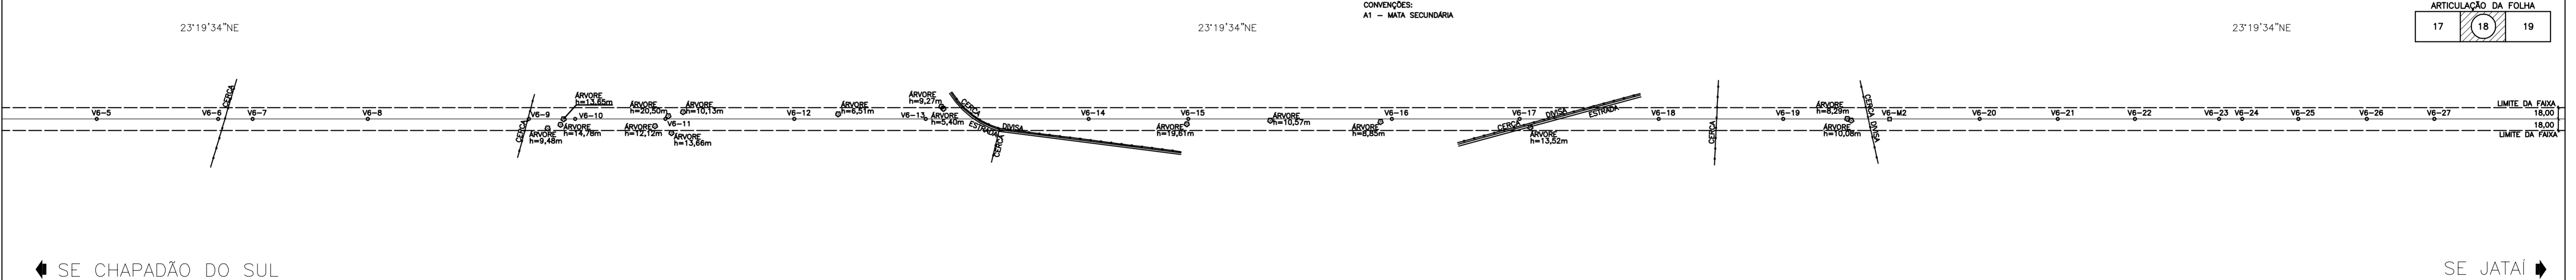 CONVENÇÕES:
A1 - MATA SECUNDÁRIA
ARTICULAÇÃO DA FOLHA
17 18 19
23°19'34"NE
23°19'34"NE
23°19'34"NE
V6-5
V6-6
CERCA
V6-7
V6-8
CERCA
V6-9
ÁRVORE
h=9,48m
ÁRVORE
h=13,65m
V6-10
ÁRVORE
h=14,78m
ÁRVORE
h=20,50m
ÁRVORE
h=12,12m
V6-11
ÁRVORE
h=10,13m
ÁRVORE
h=13,66m
V6-12
ÁRVORE
h=6,51m
V6-13
ÁRVORE
h=9,27m
ÁRVORE
h=5,40m
CERCA
ESTRADA
DIVISA
CERCA
V6-14
V6-15
ÁRVORE
h=19,61m
ÁRVORE
h=10,57m
V6-16
ÁRVORE
h=8,85m
V6-17
CERCA
DIVISA
ESTRADA
ÁRVORE
h=13,52m
V6-18
CERCA
V6-19
ÁRVORE
h=8,29m
ÁRVORE
h=10,08m
CERCA DIVISA
V6-M2
V6-20
V6-21
V6-22
V6-23
V6-24
V6-25
V6-26
V6-27
LIMITE DA FAIXA
18,00
18,00
LIMITE DA FAIXA
SE CHAPADÃO DO SUL
SE JATAÍ